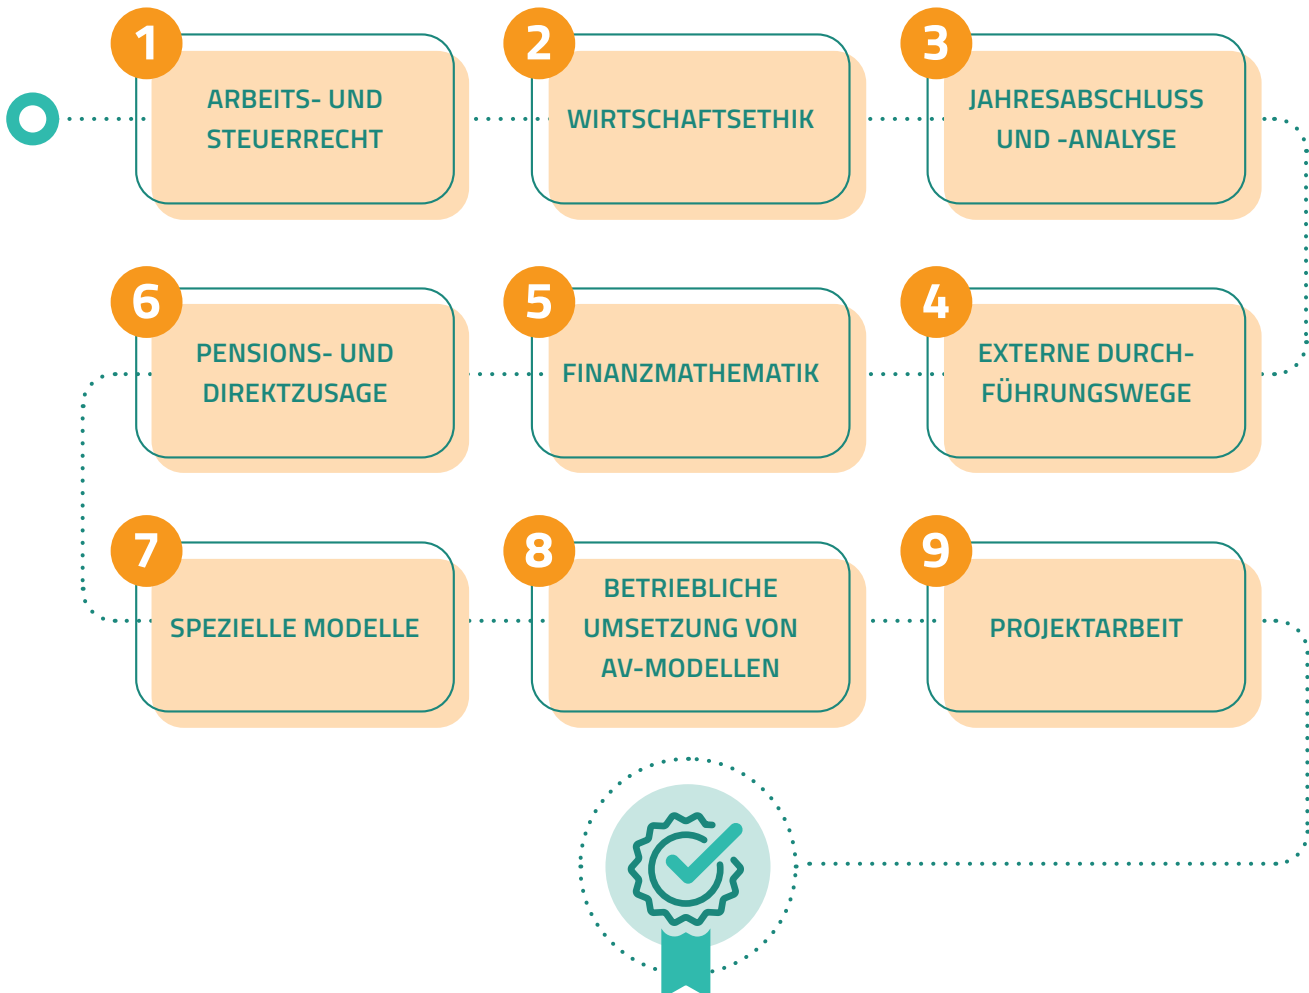 1
ARBEITS- UND
STEUERRECHT
2
WIRTSCHAFTSETHIK
3
JAHRESABSCHLUSS
UND -ANALYSE
4
EXTERNE DURCH-
FÜHRUNGSWEGE
5
FINANZMATHEMATIK
6
PENSIONS- UND
DIREKTZUSAGE
7
SPEZIELLE MODELLE
8
BETRIEBLICHE
UMSETZUNG VON
AV-MODELLEN
9
PROJEKTARBEIT